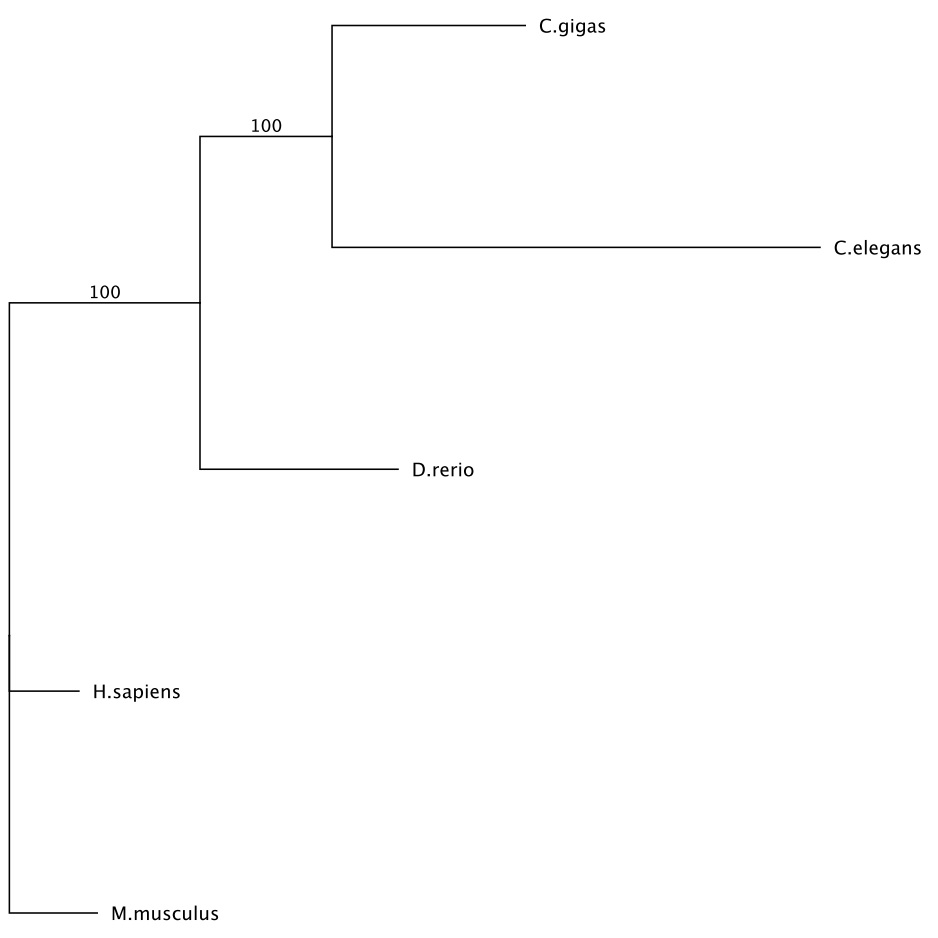 C.gigas
100
C.elegans
100
D.rerio
H.sapiens
M.musculus